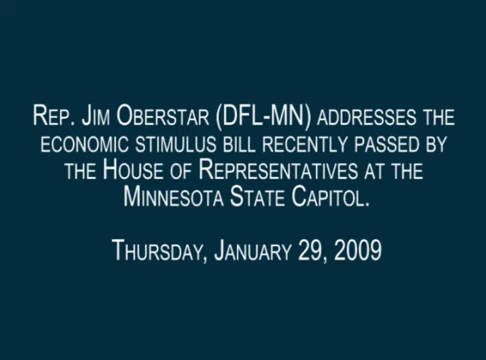 Rep. Jim Oberstar (DFL-MN) addresses the
economic stimulus bill recently passed by
the House of Representatives at the
Minnesota State Capitol.
Thursday, January 29, 2009